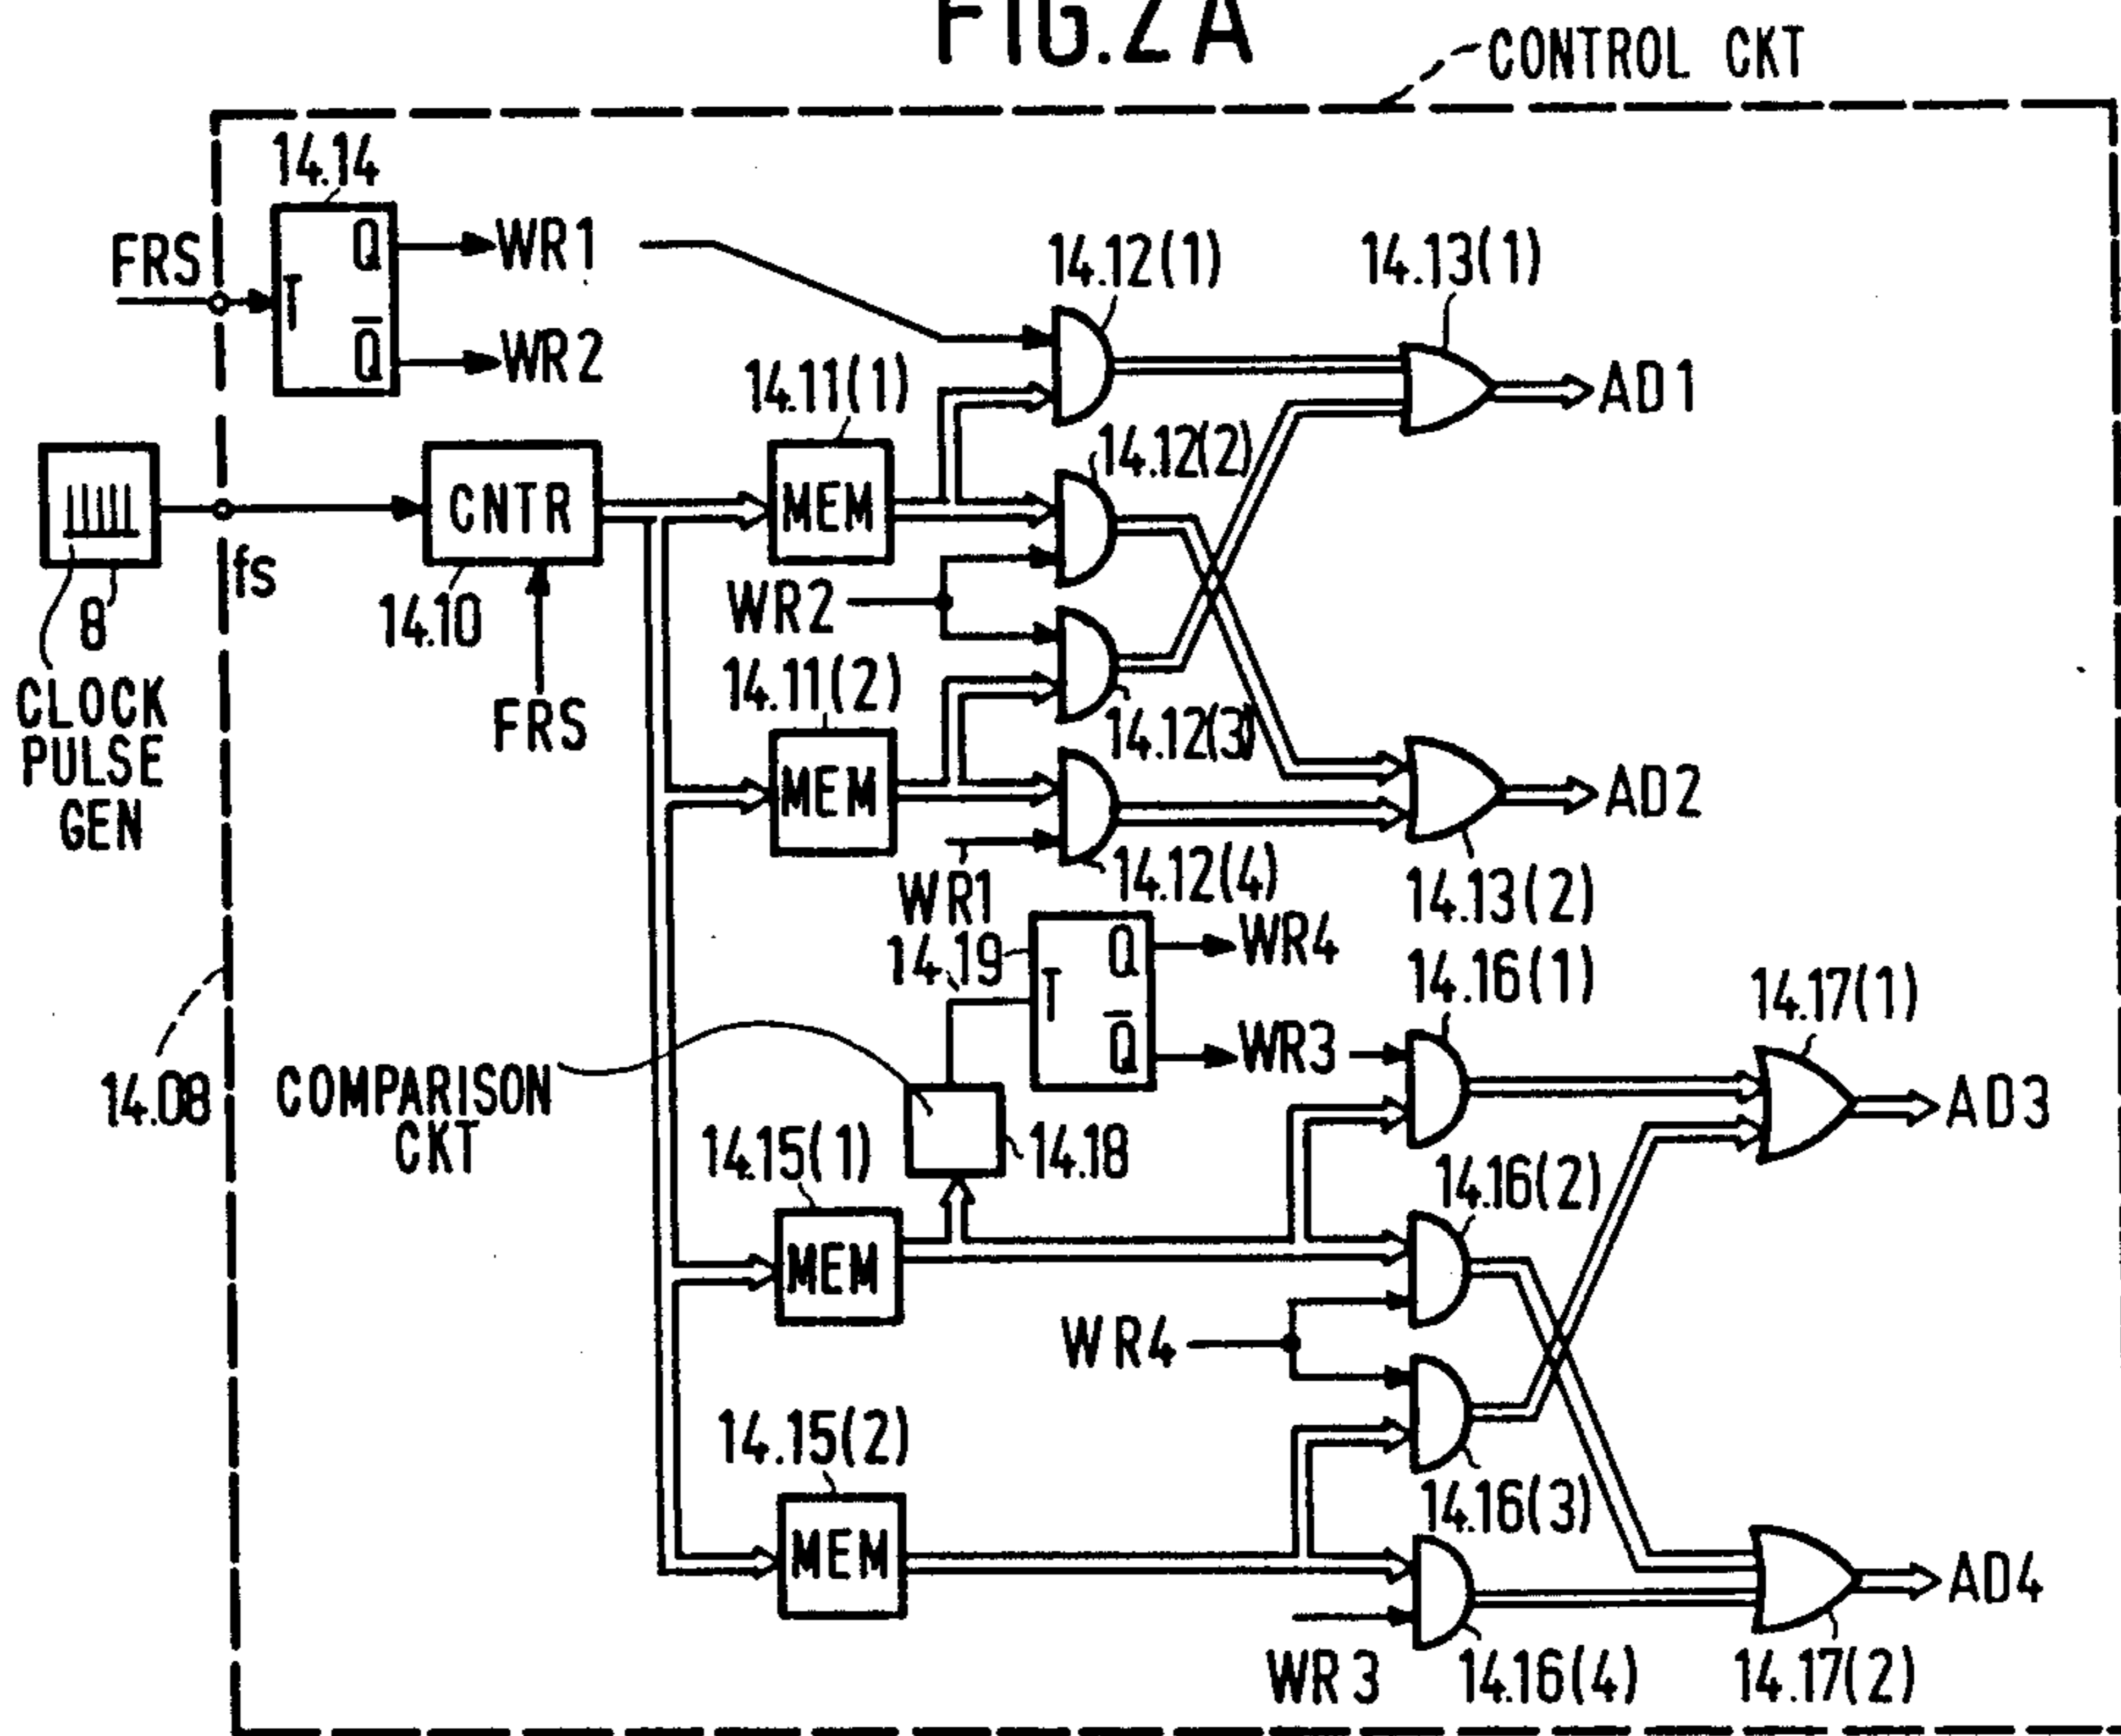 FIG.2A
CONTROL CKT
14.14
FRS
T
Q
Q̅
WR1
WR2
14.12(1)
14.13(1)
AD1
14.11(1)
MEM
14.12(2)
CNTR
fs
8
14.10
FRS
CLOCK
PULSE
GEN
WR2
14.11(2)
MEM
14.12(3)
AD2
WR1
14.12(4)
14.13(2)
14.19
T
Q
Q̅
WR4
WR3
14.16(1)
14.17(1)
AD3
14.08
COMPARISON
CKT
14.18
14.15(1)
MEM
14.16(2)
WR4
14.15(2)
MEM
14.16(3)
AD4
WR3
14.16(4)
14.17(2)